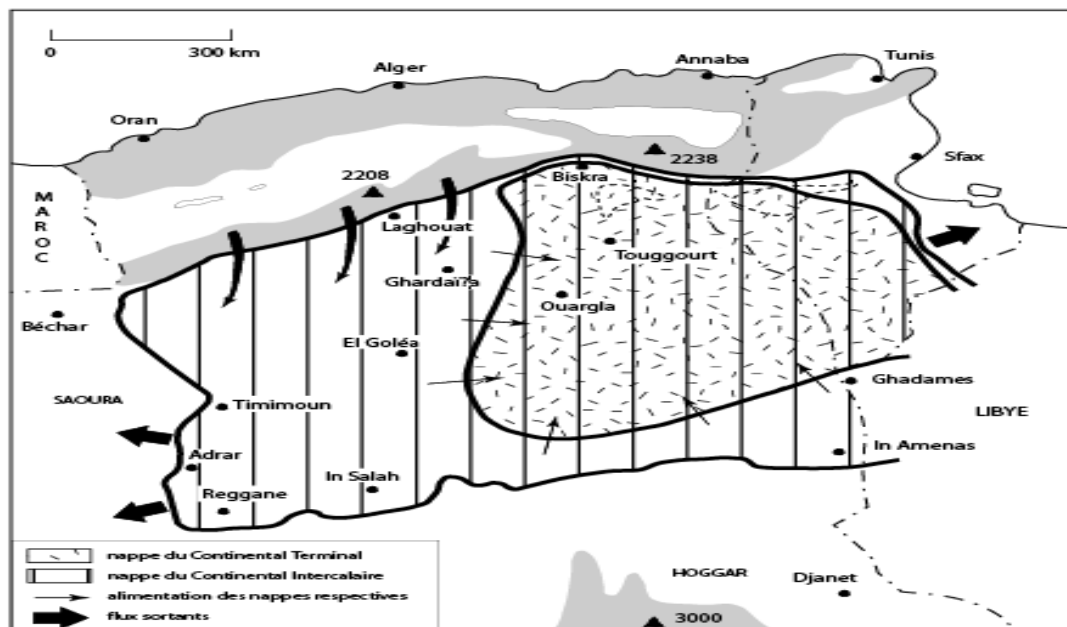 0 300 km
Tunis
Annaba
Alger
Oran
2238
Sfax
2208
Biskra
MAROC
Laghouat
Touggourt
Ghardaï?a
Ouargla
Béchar
El Goléa
Ghadames
SAOURA
Timimoun
LIBYE
In Amenas
Adrar
In Salah
Reggane
nappe du Continental Terminal
nappe du Continental Intercalaire
HOGGAR
Djanet
alimentation des nappes respectives
flux sortants
3000